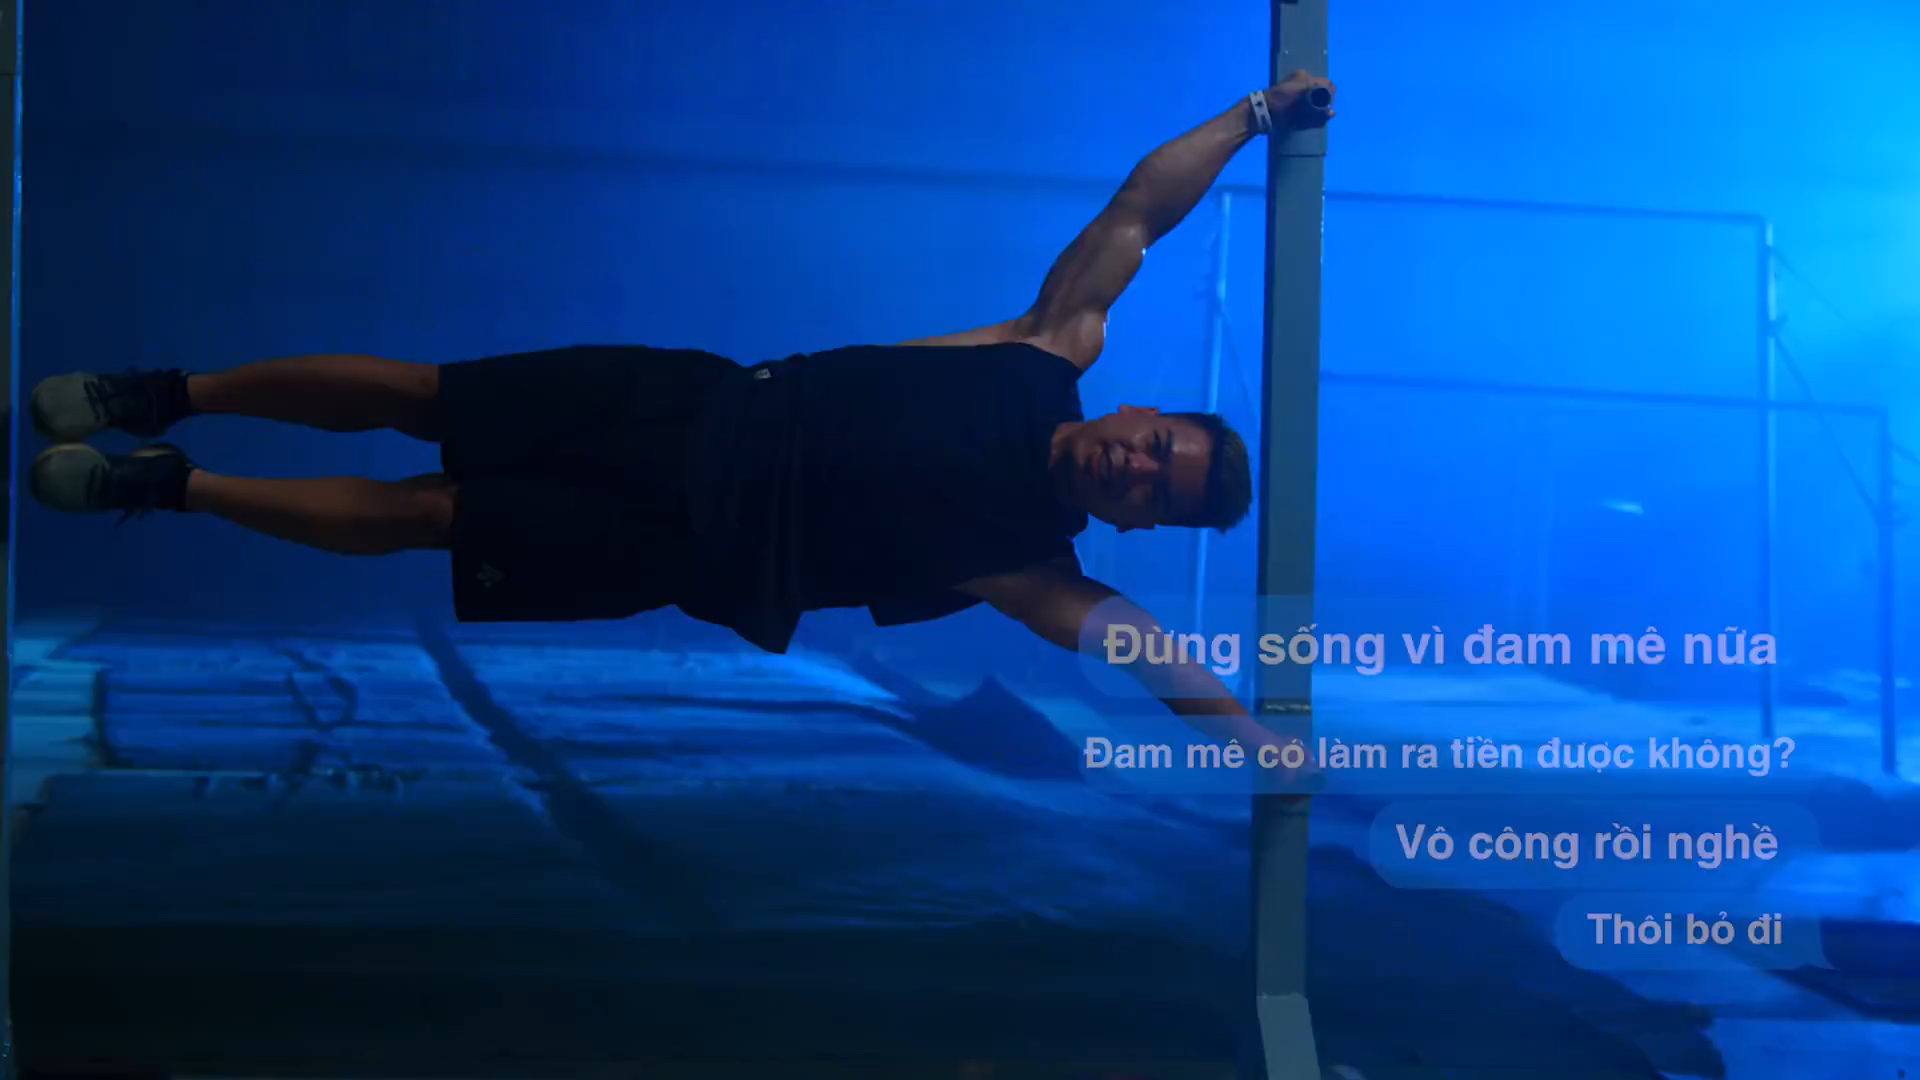 Đừng sống vì đam mê nữa
Đam mê có làm ra tiền được không?
Vô công rồi nghề
Thôi bỏ đi